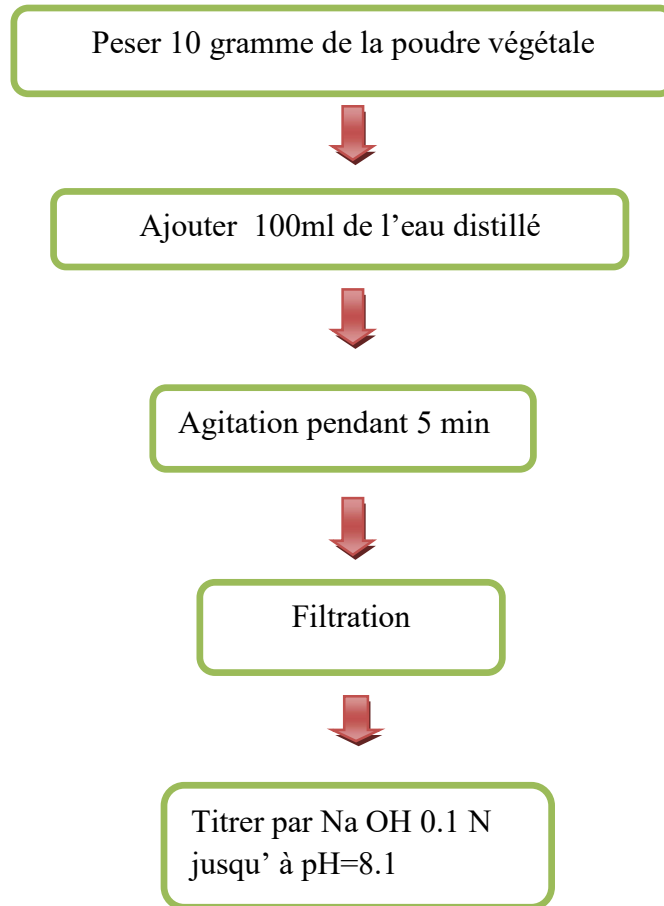 Peser 10 gramme de la poudre végétale
Ajouter 100ml de l’eau distillé
Agitation pendant 5 min
Filtration
Titrer par Na OH 0.1 N
jusqu’ à pH=8.1